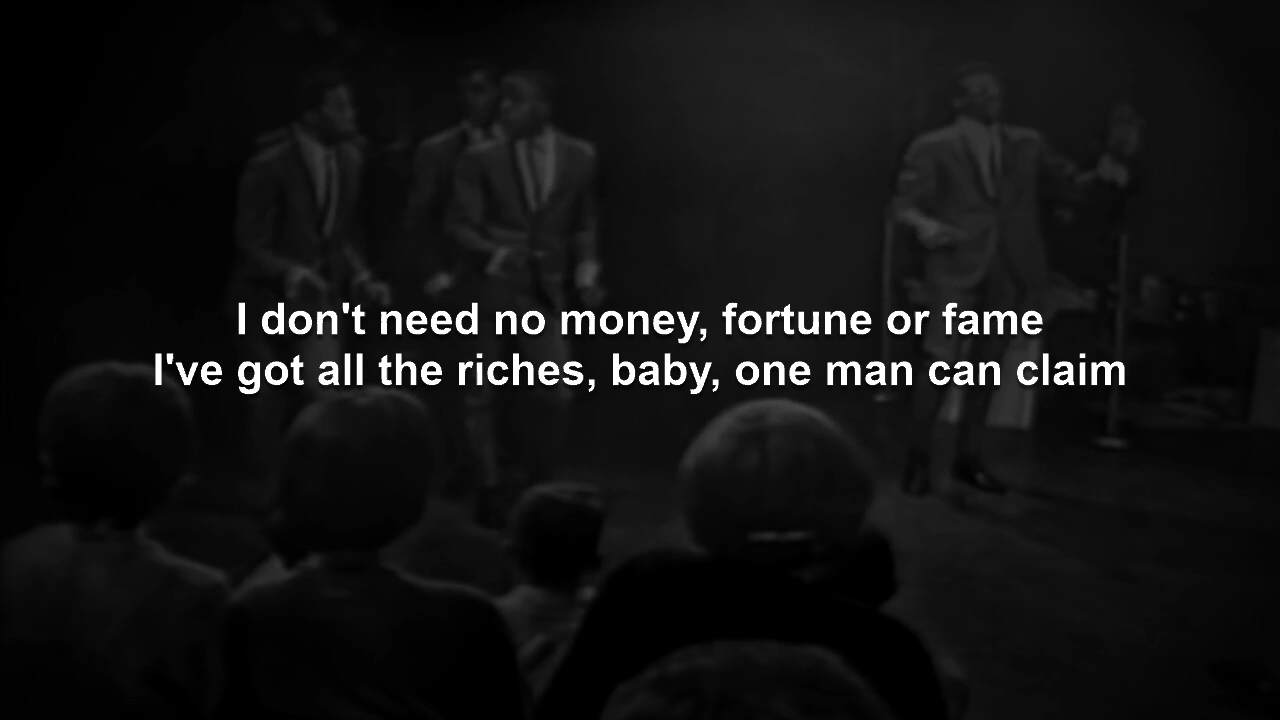 I don't need no money, fortune or fame
I've got all the riches, baby, one man can claim